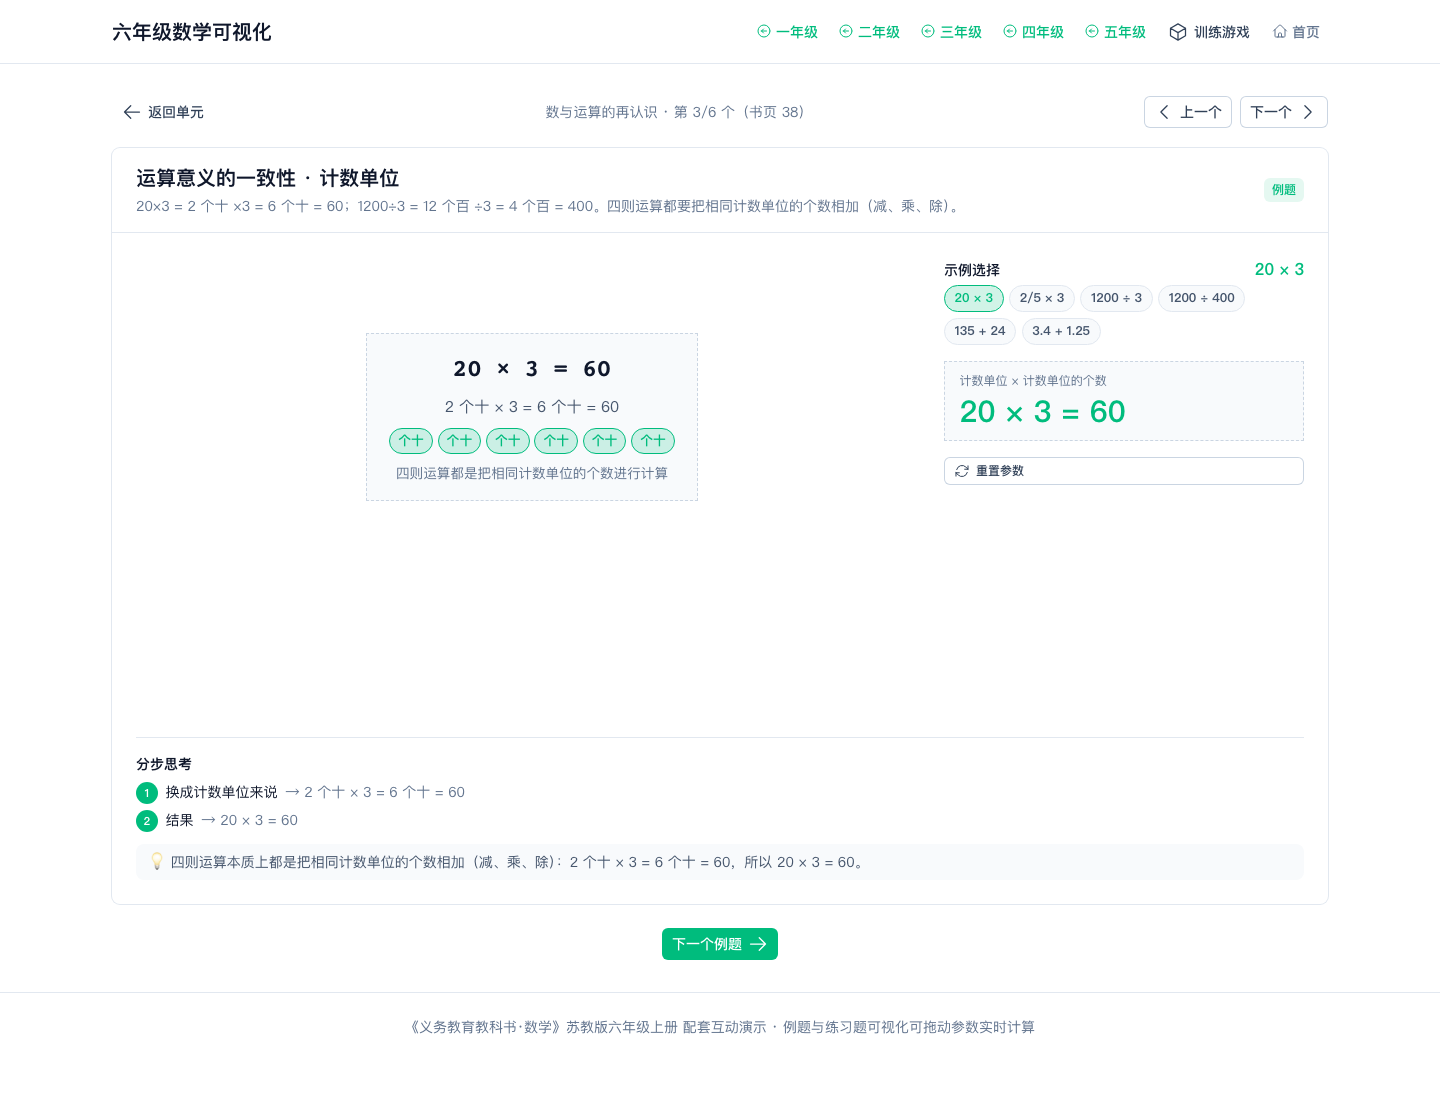 六年级数学可视化
一年级 二年级 三年级 四年级 五年级 训练游戏 首页
返回单元
数与运算的再认识 · 第 3/6 个（书页 38）
上一个 下一个
运算意义的一致性 · 计数单位
20×3 = 2 个十 ×3 = 6 个十 = 60；1200÷3 = 12 个百 ÷3 = 4 个百 = 400。四则运算都要把相同计数单位的个数相加（减、乘、除）。
例题
20 × 3 = 60
2 个十 × 3 = 6 个十 = 60
个十 个十 个十 个十 个十 个十
四则运算都是把相同计数单位的个数进行计算
示例选择 20 × 3
20 × 3 2/5 × 3 1200 ÷ 3 1200 ÷ 400
135 + 24 3.4 + 1.25
计数单位 × 计数单位的个数
20 × 3 = 60
重置参数
分步思考
1 换成计数单位来说 → 2 个十 × 3 = 6 个十 = 60
2 结果 → 20 × 3 = 60
💡 四则运算本质上都是把相同计数单位的个数相加（减、乘、除）：2 个十 × 3 = 6 个十 = 60，所以 20 × 3 = 60。
下一个例题 →
《义务教育教科书·数学》苏教版六年级上册 配套互动演示 · 例题与练习题可视化可拖动参数实时计算